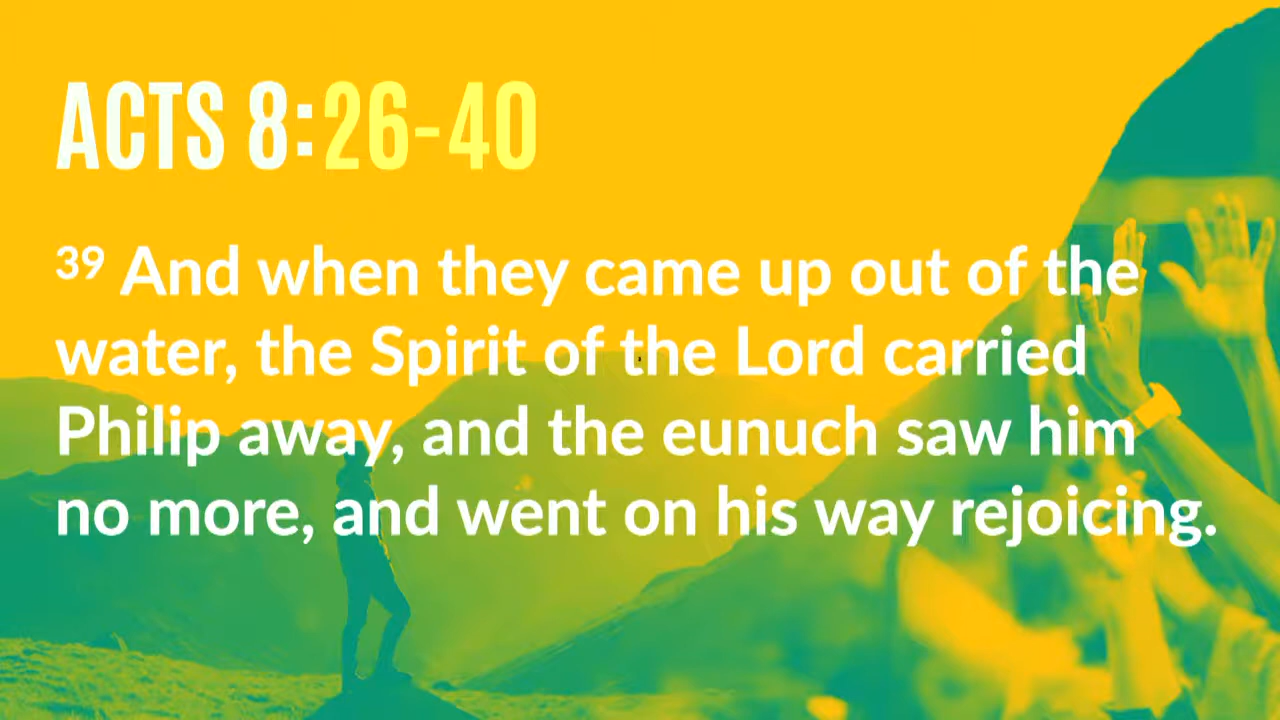 ACTS 8:26-40
39 And when they came up out of the
water, the Spirit of the Lord carried
Philip away, and the eunuch saw him
no more, and went on his way rejoicing.